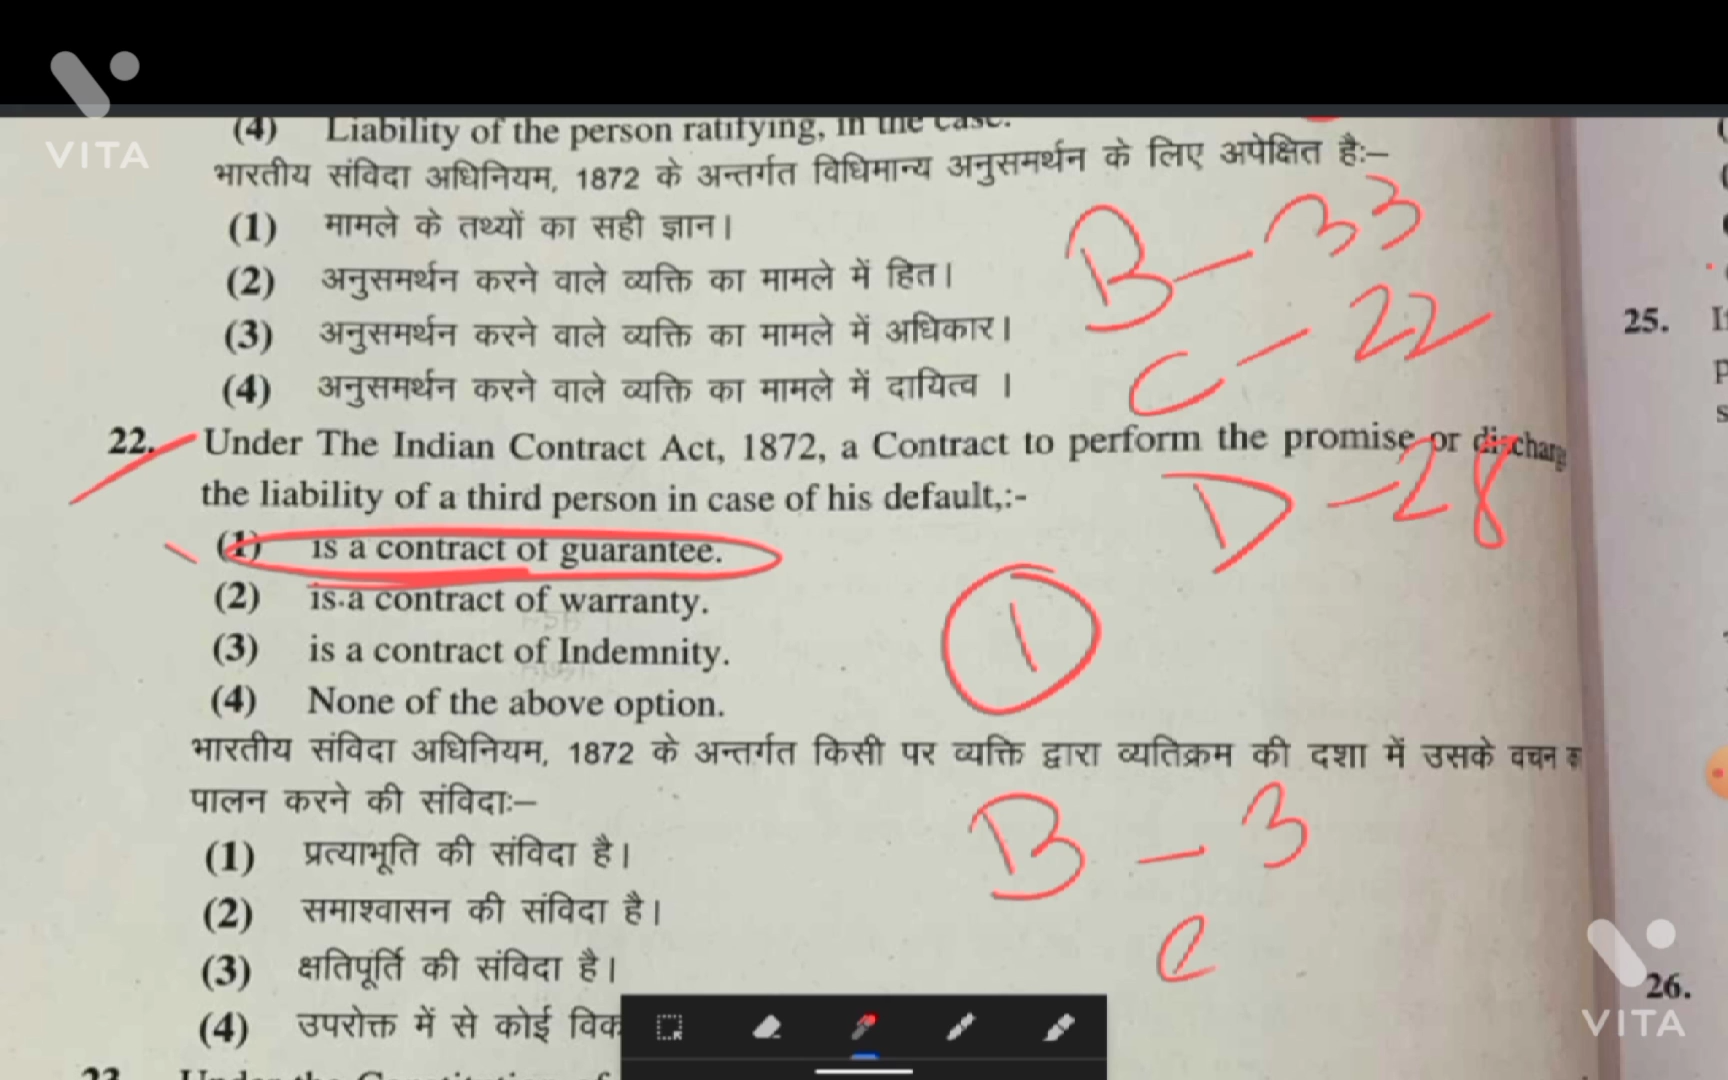 VITA
(4) Liability of the person ratifying, in the case.
भारतीय संविदा अधिनियम, 1872 के अन्तर्गत विधिमान्य अनुसमर्थन के लिए अपेक्षित है:–
(1) मामले के तथ्यों का सही ज्ञान।
(2) अनुसमर्थन करने वाले व्यक्ति का मामले में हित।
(3) अनुसमर्थन करने वाले व्यक्ति का मामले में अधिकार।
(4) अनुसमर्थन करने वाले व्यक्ति का मामले में दायित्व ।
B – 33
C – 22
D – 28
22. Under The Indian Contract Act, 1872, a Contract to perform the promise or discharg
the liability of a third person in case of his default,:-
(1) is a contract of guarantee.
(2) is a contract of warranty.
(3) is a contract of Indemnity.
(4) None of the above option.
1
भारतीय संविदा अधिनियम, 1872 के अन्तर्गत किसी पर व्यक्ति द्वारा व्यतिक्रम की दशा में उसके वचन का
पालन करने की संविदाः–
(1) प्रत्याभूति की संविदा है।
(2) समाश्वासन की संविदा है।
(3) क्षतिपूर्ति की संविदा है।
(4) उपरोक्त में से कोई विक
B – 3
C
23. Under the Constitution of
25.
26.
VITA